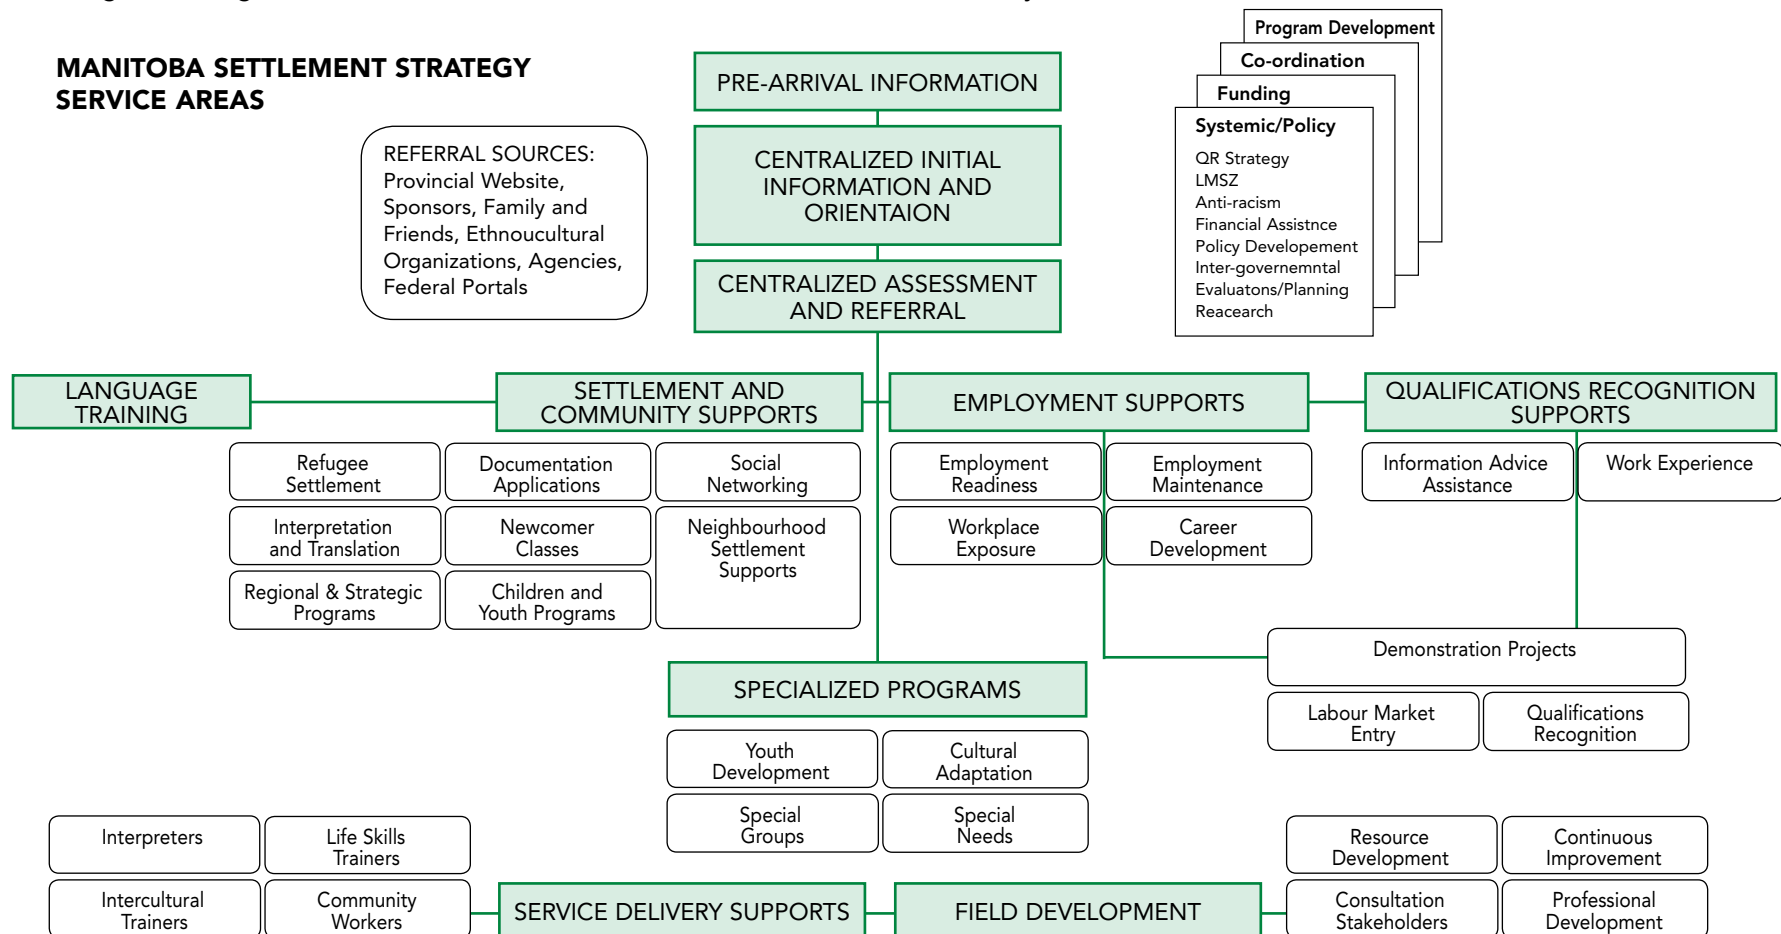 MANITOBA SETTLEMENT STRATEGY
SERVICE AREAS
REFERRAL SOURCES:
Provincial Website,
Sponsors, Family and
Friends, Ethnoucultural
Organizations, Agencies,
Federal Portals
PRE-ARRIVAL INFORMATION
CENTRALIZED INITIAL
INFORMATION AND
ORIENTAION
CENTRALIZED ASSESSMENT
AND REFERRAL
Program Development
Co-ordination
Funding
Systemic/Policy
QR Strategy
LMSZ
Anti-racism
Financial Assistnce
Policy Developement
Inter-governemntal
Evaluatons/Planning
Reacearch
LANGUAGE
TRAINING
SETTLEMENT AND
COMMUNITY SUPPORTS
EMPLOYMENT SUPPORTS
QUALIFICATIONS RECOGNITION
SUPPORTS
Refugee
Settlement
Documentation
Applications
Social
Networking
Interpretation
and Translation
Newcomer
Classes
Neighbourhood
Settlement
Supports
Regional & Strategic
Programs
Children and
Youth Programs
Employment
Readiness
Employment
Maintenance
Workplace
Exposure
Career
Development
Information Advice
Assistance
Work Experience
Demonstration Projects
Labour Market
Entry
Qualifications
Recognition
SPECIALIZED PROGRAMS
Youth
Development
Cultural
Adaptation
Special
Groups
Special
Needs
Interpreters
Life Skills
Trainers
Intercultural
Trainers
Community
Workers
SERVICE DELIVERY SUPPORTS
FIELD DEVELOPMENT
Resource
Development
Continuous
Improvement
Consultation
Stakeholders
Professional
Development